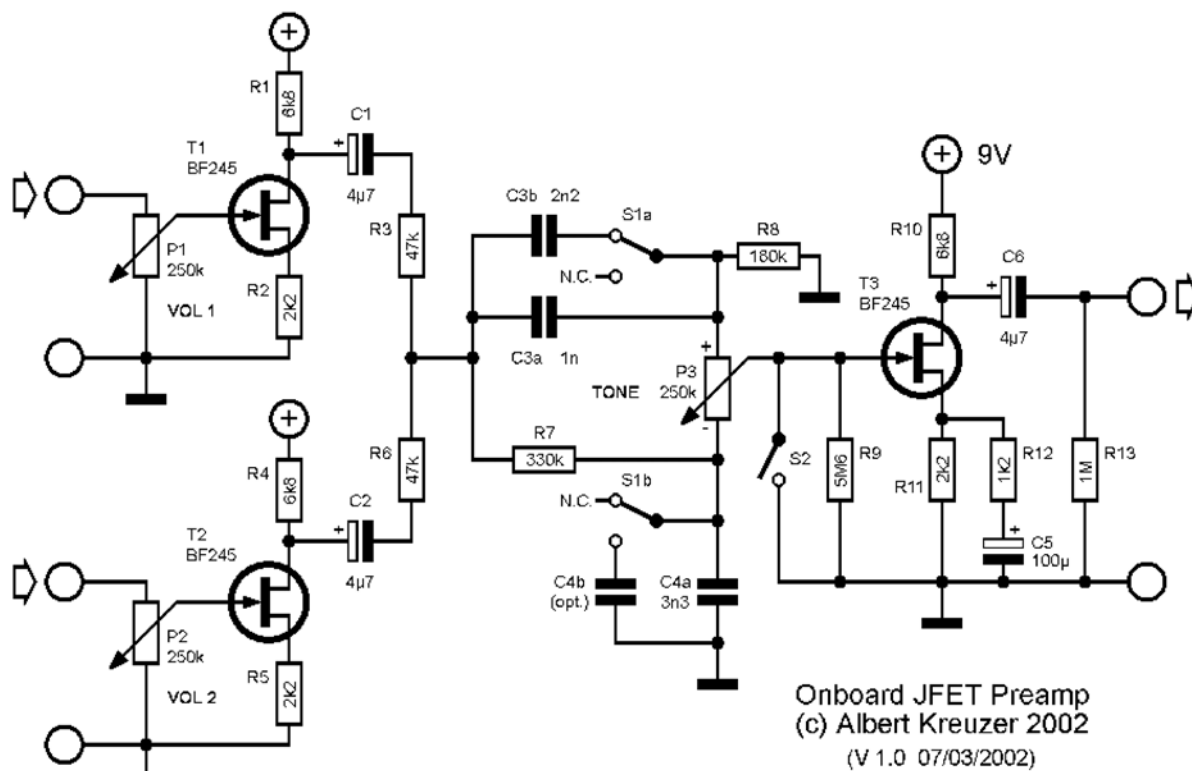 R1
6k8
C1
+
4µ7
T1
BF245
P1
250k
VOL 1
R2
2k2
R3
47k
C3b 2n2
S1a
N.C.
C3a 1n
R8
180k
+
9V
R10
6k8
C6
+
4µ7
T3
BF245
P3
250k
TONE
+
-
R7
330k
S1b
N.C.
C4b
(opt.)
C4a
3n3
S2
R9
5M6
R11
2k2
R12
1k2
R13
1M
+
C5
100µ
+
R4
6k8
R6
47k
C2
+
4µ7
T2
BF245
P2
250k
VOL 2
R5
2k2
+
Onboard JFET Preamp
(c) Albert Kreuzer 2002
(V 1.0 07/03/2002)